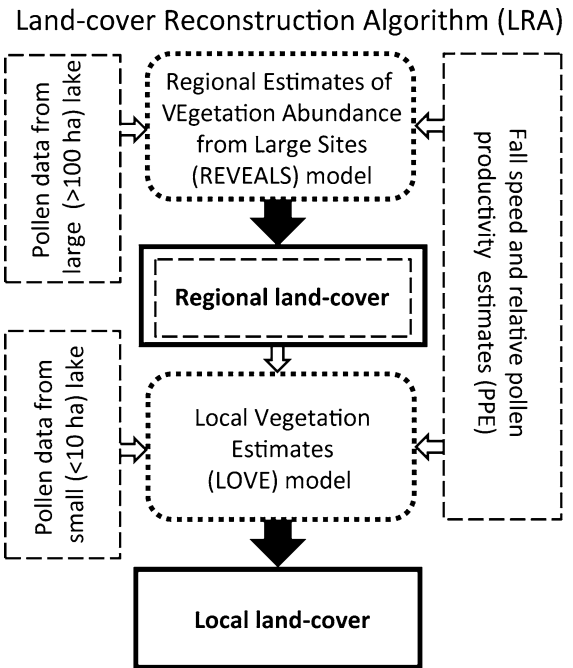 Land-cover Reconstruction Algorithm (LRA)
Pollen data from
large (>100 ha) lake
Regional Estimates of
VEgetation Abundance
from Large Sites
(REVEALS) model
Fall speed and relative pollen
productivity estimates (PPE)
Regional land-cover
Pollen data from
small (<10 ha) lake
Local Vegetation
Estimates
(LOVE) model
Local land-cover